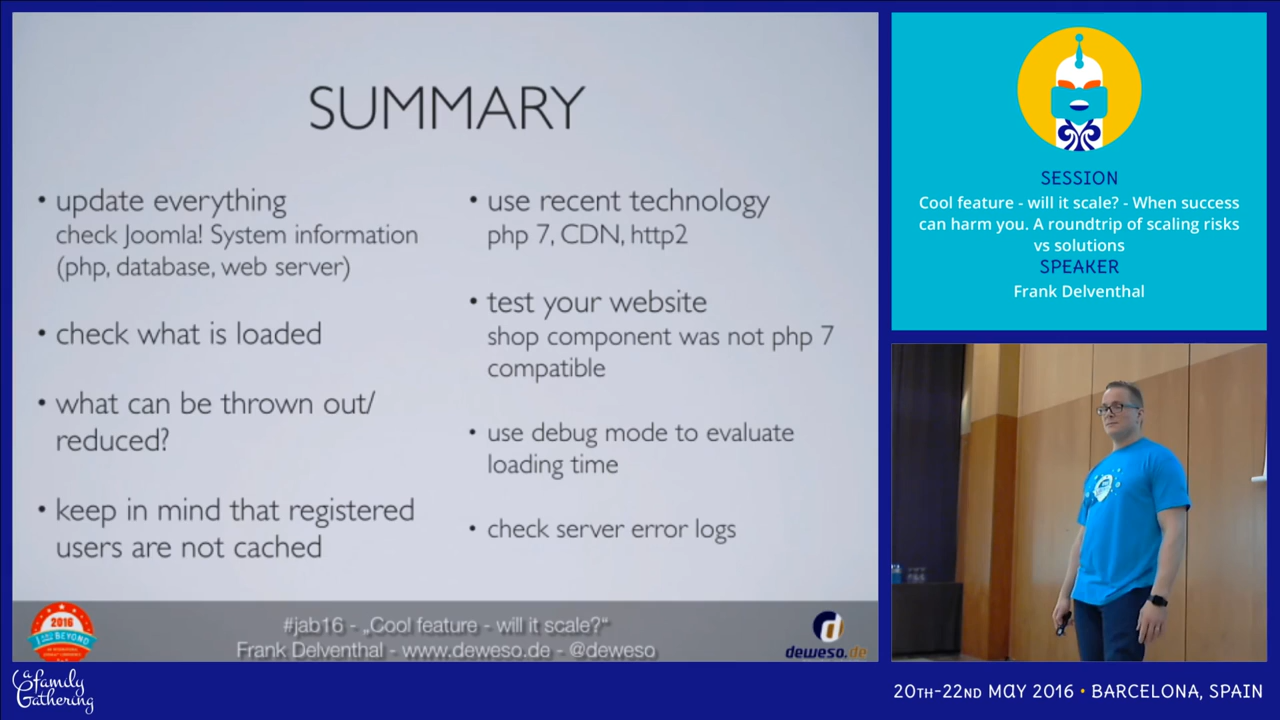 SUMMARY
• update everything
check Joomla! System information
(php, database, web server)
• check what is loaded
• what can be thrown out/
reduced?
• keep in mind that registered
users are not cached
• use recent technology
php 7, CDN, http2
• test your website
shop component was not php 7
compatible
• use debug mode to evaluate
loading time
• check server error logs
2016
BEYOND
#jab16 - „Cool feature - will it scale?“
Frank Delventhal - www.deweso.de - @deweso
d
deweso.de
SESSION
Cool feature - will it scale? - When success
can harm you. A roundtrip of scaling risks
vs solutions
SPEAKER
Frank Delventhal
a family
Gathering
20TH-22ND MAY 2016 • BARCELONA, SPAIN